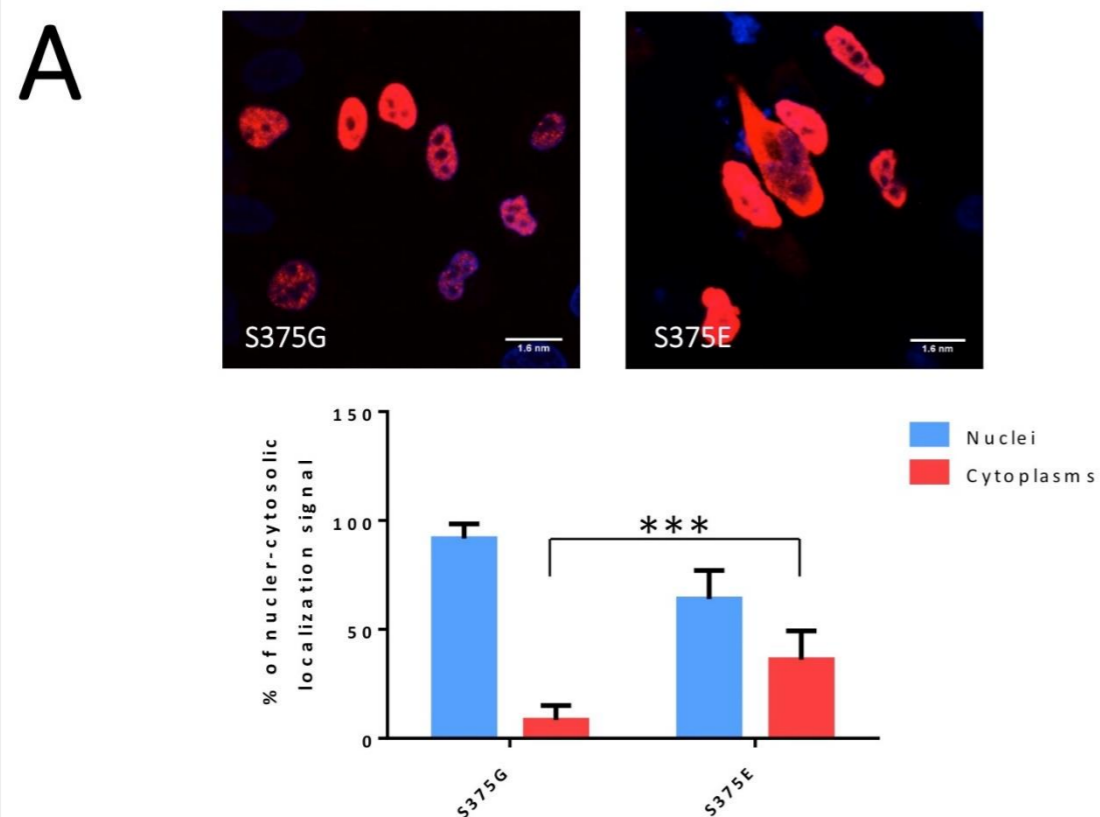 A
S375G
1.6 nm
S375E
1.6 nm
150
100
50
0
% of nucler-cytosolic
localization signal
***
Nuclei
Cytoplasms
S375G
S375E